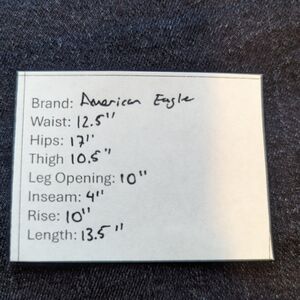 Brand: American Eagle
Waist: 12.5"
Hips: 17"
Thigh 10.5"
Leg Opening: 10"
Inseam: 4"
Rise: 10"
Length: 13.5"